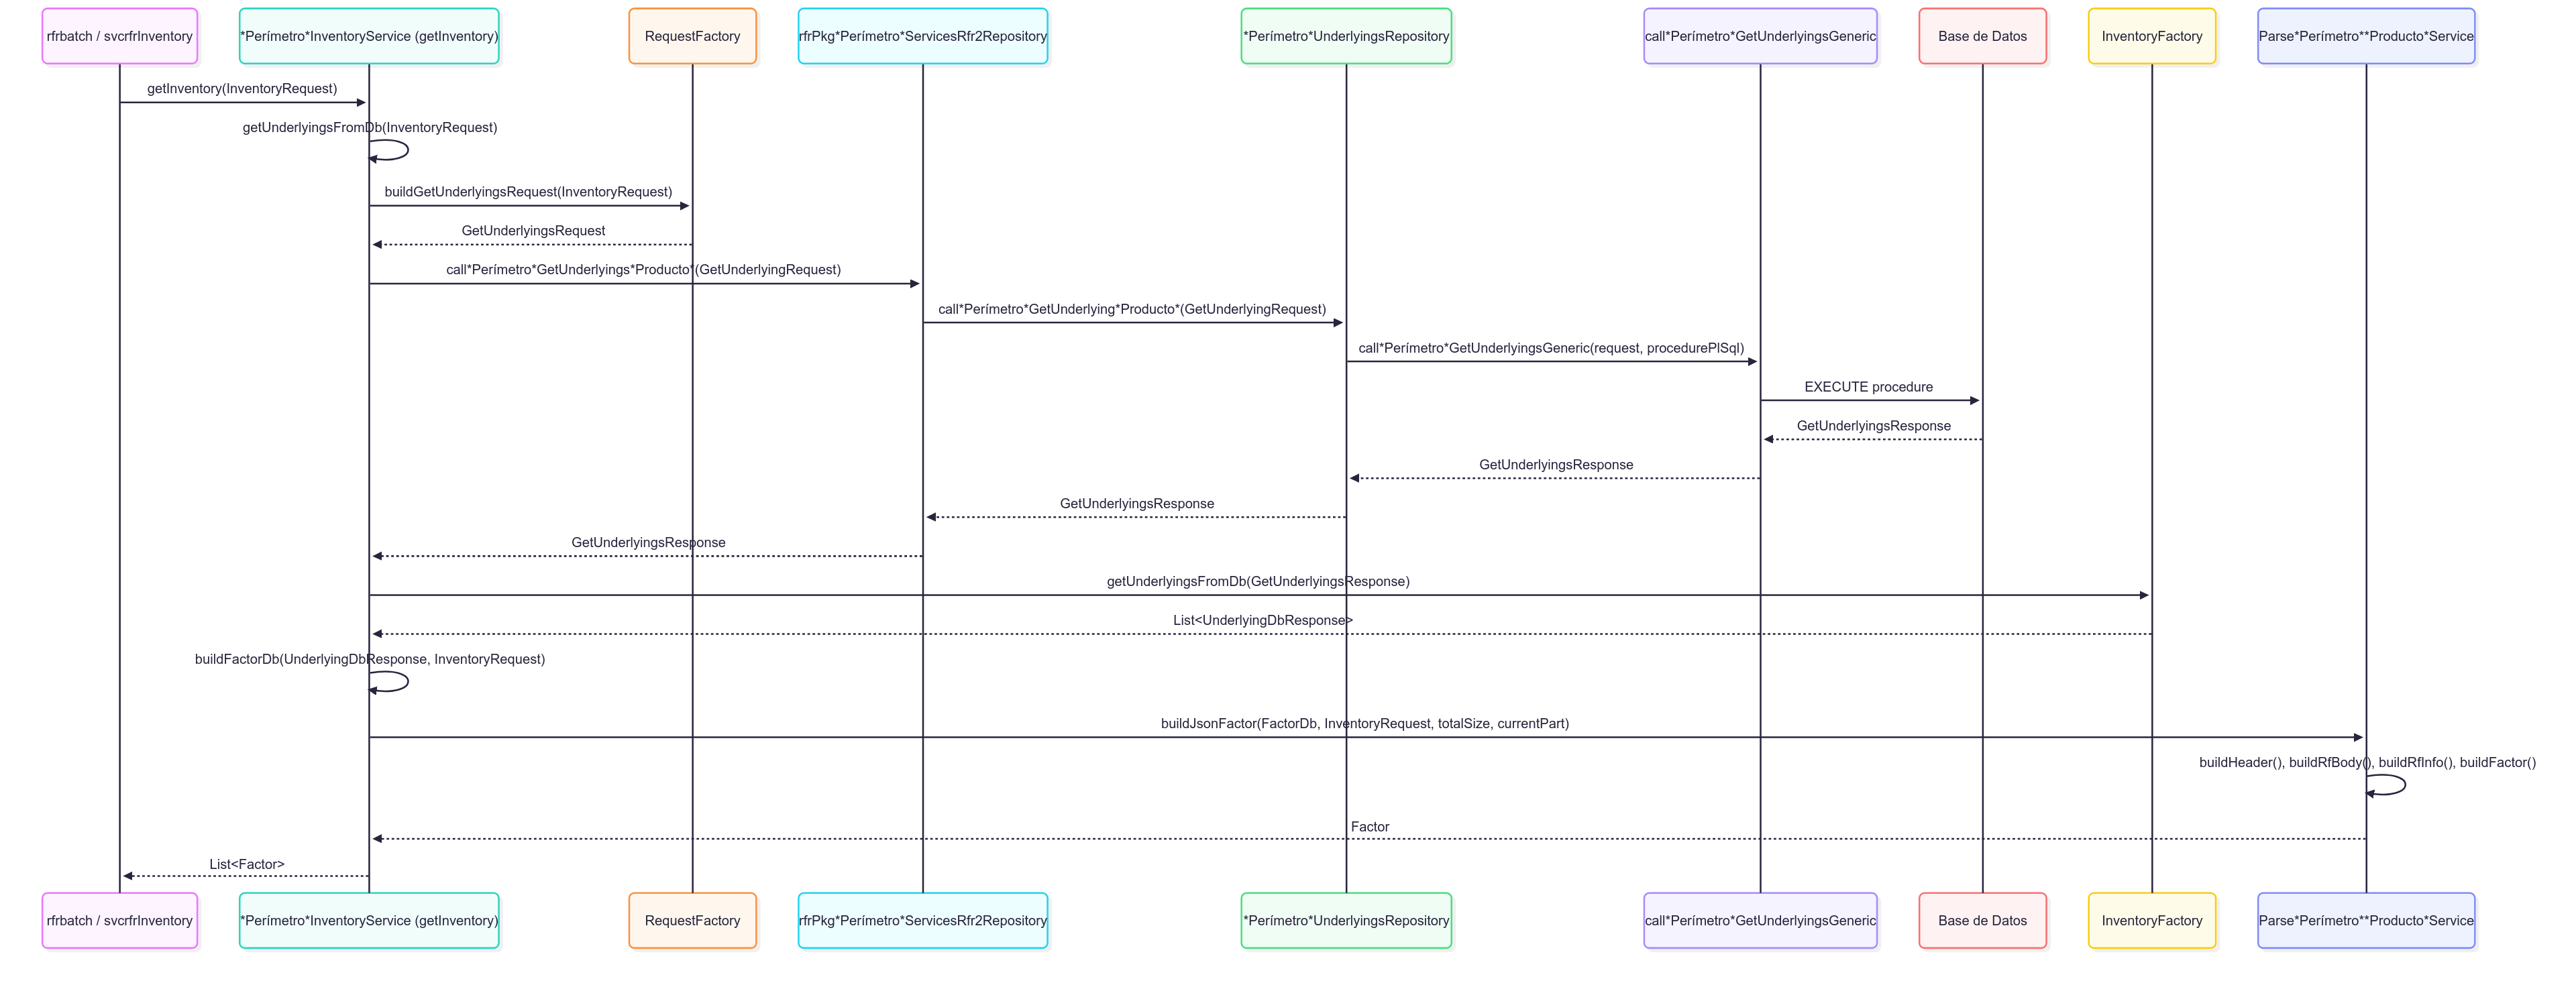 rfrbatch / svcrfrInventory
*Perímetro*InventoryService (getInventory)
RequestFactory
rfrPkg*Perímetro*ServicesRfr2Repository
*Perímetro*UnderlyingsRepository
call*Perímetro*GetUnderlyingsGeneric
Base de Datos
InventoryFactory
Parse*Perímetro**Producto*Service
getInventory(InventoryRequest)
getUnderlyingsFromDb(InventoryRequest)
buildGetUnderlyingsRequest(InventoryRequest)
GetUnderlyingsRequest
call*Perímetro*GetUnderlyings*Producto*(GetUnderlyingRequest)
call*Perímetro*GetUnderlying*Producto*(GetUnderlyingRequest)
call*Perímetro*GetUnderlyingsGeneric(request, procedurePlSql)
EXECUTE procedure
GetUnderlyingsResponse
GetUnderlyingsResponse
GetUnderlyingsResponse
GetUnderlyingsResponse
getUnderlyingsFromDb(GetUnderlyingsResponse)
List<UnderlyingDbResponse>
buildFactorDb(UnderlyingDbResponse, InventoryRequest)
buildJsonFactor(FactorDb, InventoryRequest, totalSize, currentPart)
buildHeader(), buildRfBody(), buildRfInfo(), buildFactor()
Factor
List<Factor>
rfrbatch / svcrfrInventory
*Perímetro*InventoryService (getInventory)
RequestFactory
rfrPkg*Perímetro*ServicesRfr2Repository
*Perímetro*UnderlyingsRepository
call*Perímetro*GetUnderlyingsGeneric
Base de Datos
InventoryFactory
Parse*Perímetro**Producto*Service